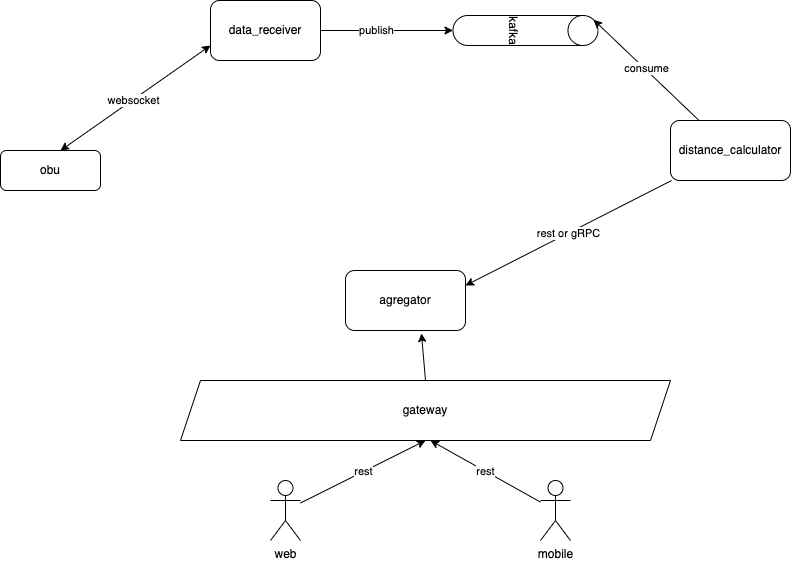 data_receiver
publish
kafka
consume
websocket
distance_calculator
obu
rest or gRPC
agregator
gateway
rest
rest
web
mobile